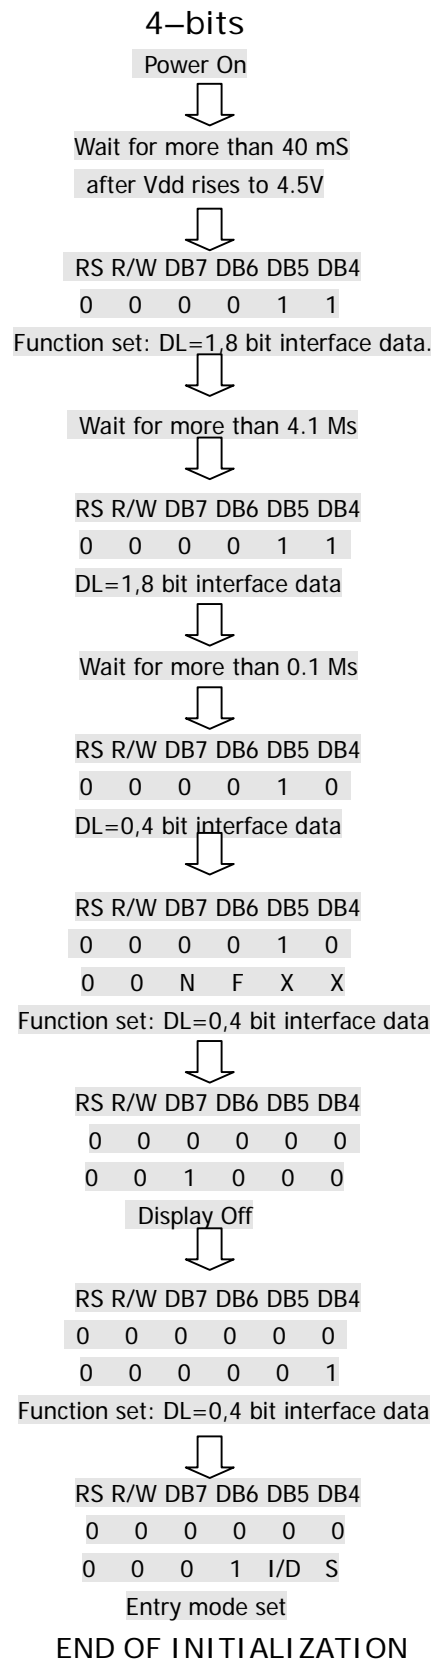 4–bits
Power On
Wait for more than 40 mS
after Vdd rises to 4.5V
RS R/W DB7 DB6 DB5 DB4
0 0 0 0 1 1
Function set: DL=1,8 bit interface data.
Wait for more than 4.1 Ms
RS R/W DB7 DB6 DB5 DB4
0 0 0 0 1 1
DL=1,8 bit interface data
Wait for more than 0.1 Ms
RS R/W DB7 DB6 DB5 DB4
0 0 0 0 1 0
DL=0,4 bit interface data
RS R/W DB7 DB6 DB5 DB4
0 0 0 0 1 0
0 0 N F X X
Function set: DL=0,4 bit interface data
RS R/W DB7 DB6 DB5 DB4
0 0 0 0 0 0
0 0 1 0 0 0
Display Off
RS R/W DB7 DB6 DB5 DB4
0 0 0 0 0 0
0 0 0 0 0 1
Function set: DL=0,4 bit interface data
RS R/W DB7 DB6 DB5 DB4
0 0 0 0 0 0
0 0 0 1 I/D S
Entry mode set
END OF INITIALIZATION